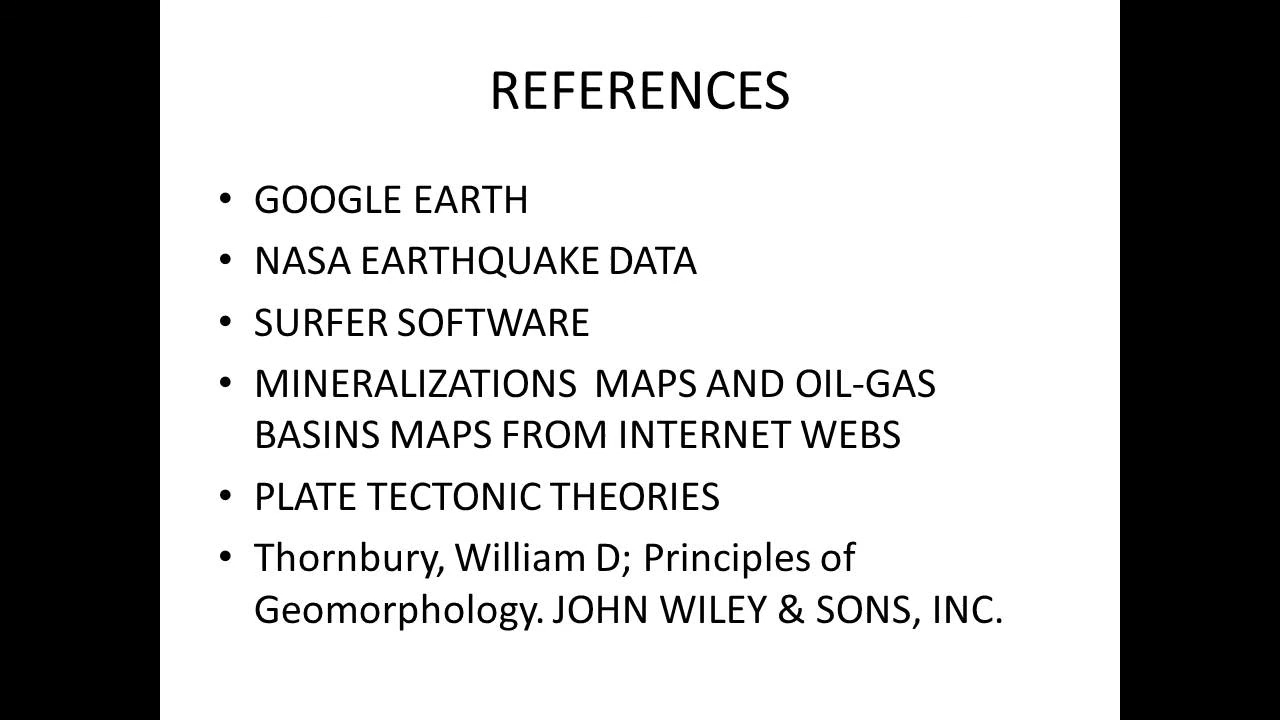 REFERENCES
• GOOGLE EARTH
• NASA EARTHQUAKE DATA
• SURFER SOFTWARE
• MINERALIZATIONS  MAPS AND OIL-GAS
BASINS MAPS FROM INTERNET WEBS
• PLATE TECTONIC THEORIES
• Thornbury, William D; Principles of
Geomorphology. JOHN WILEY & SONS, INC.